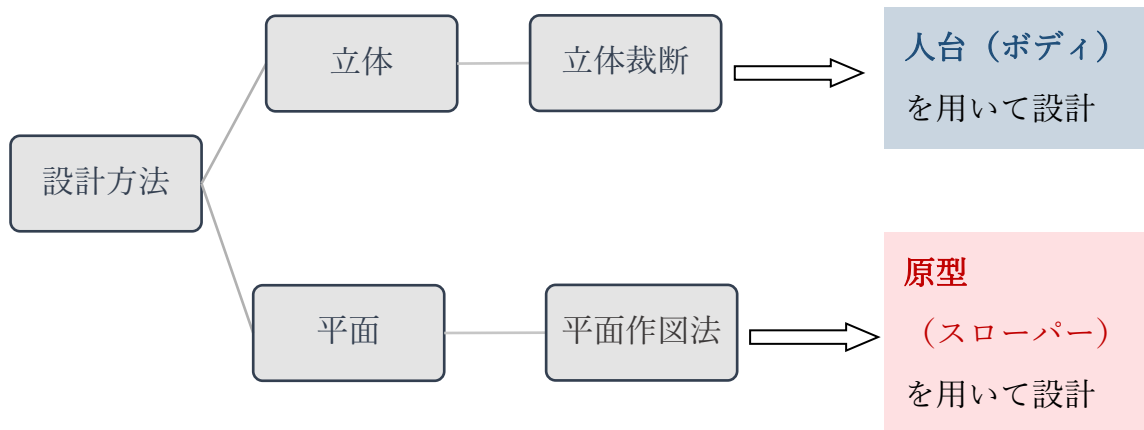 設計方法
立体
立体裁断
人台（ボディ）
を用いて設計
平面
平面作図法
原型
（スローパー）
を用いて設計